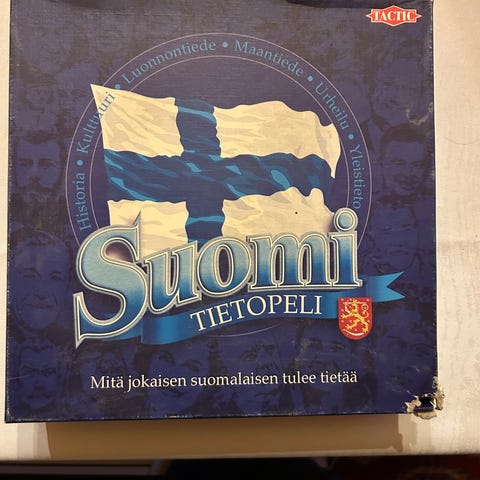 TACTIC
Historia • Kulttuuri • Luonnontiede • Maantiede • Urheilu • Yleistieto
Suomi
TIETOPELI
Mitä jokaisen suomalaisen tulee tietää